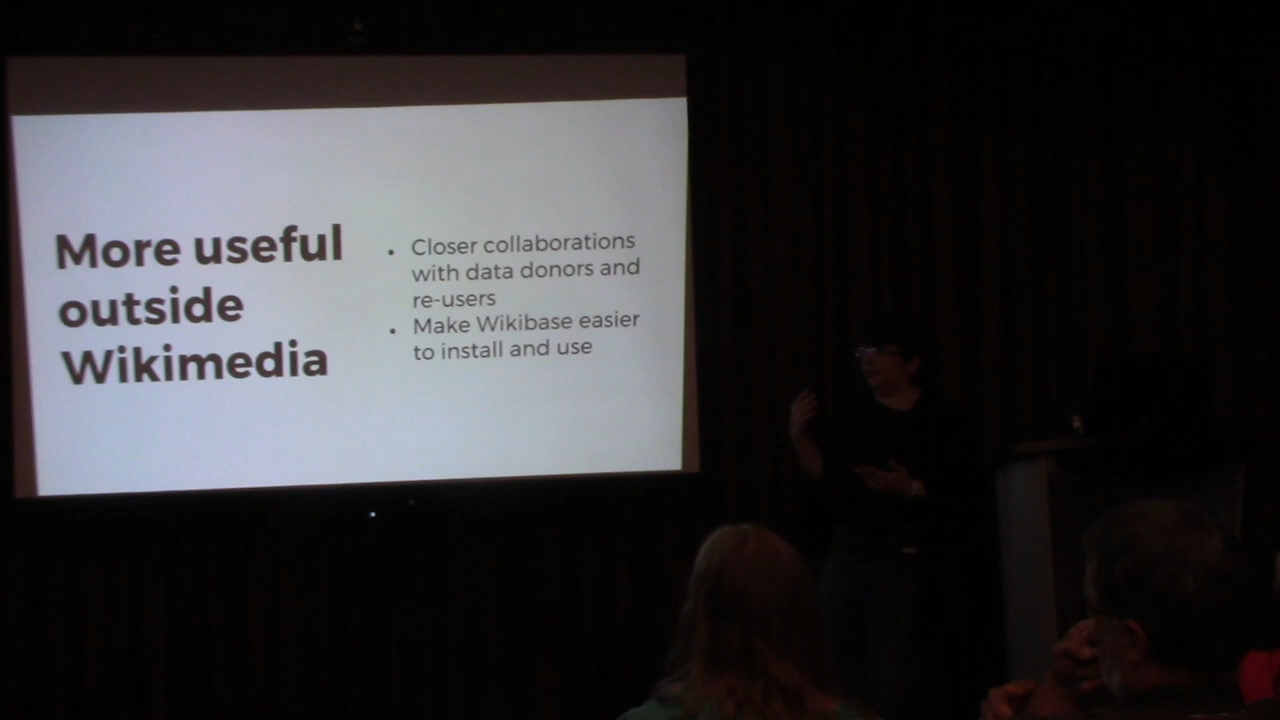 More useful
outside
Wikimedia
• Closer collaborations
with data donors and
re-users
• Make Wikibase easier
to install and use